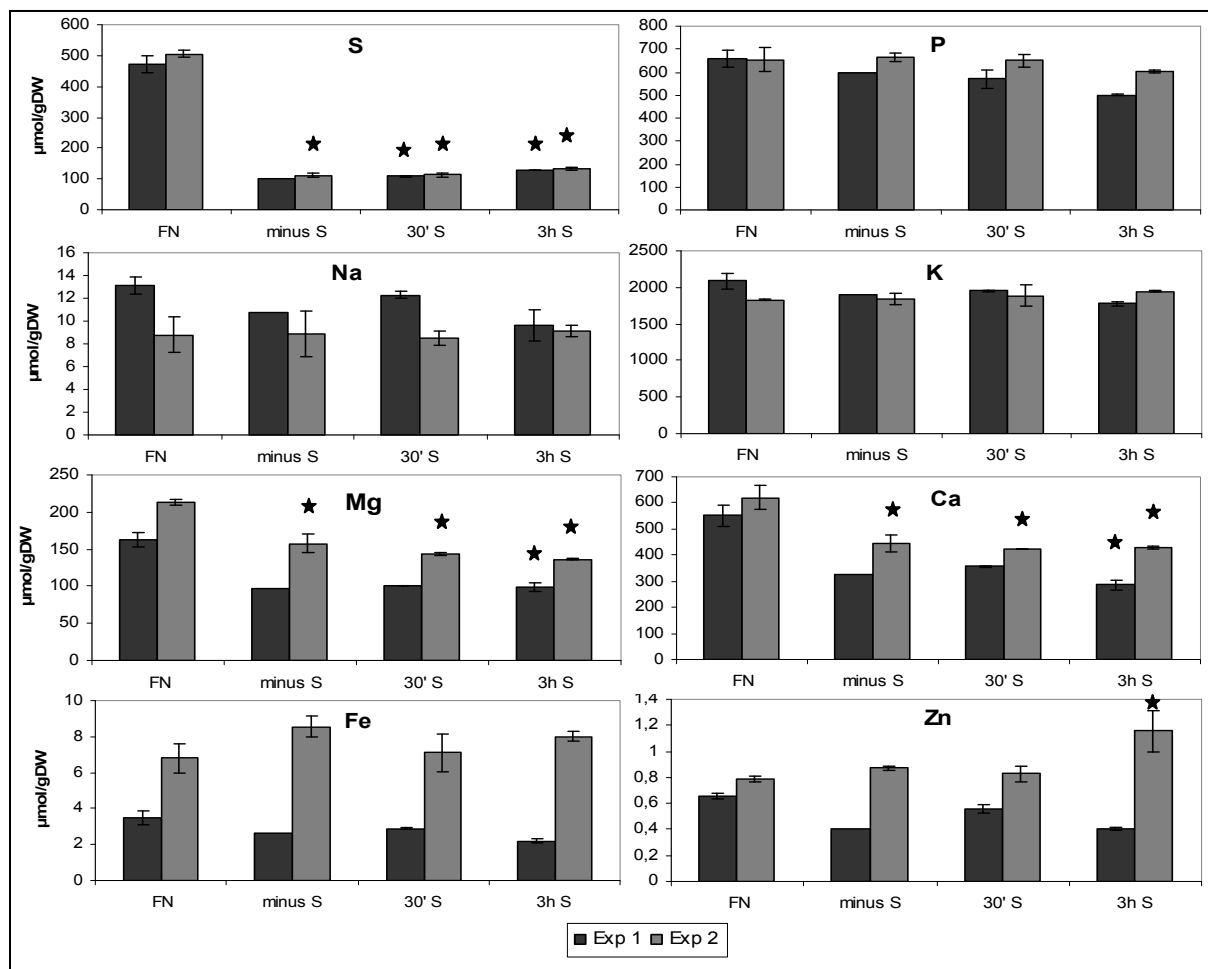 S
µmol/gDW
600
500
400
300
200
100
0
FN minus S 30' S 3h S
P
800
700
600
500
400
300
200
100
0
FN minus S 30' S 3h S
Na
µmol/gDW
16
14
12
10
8
6
4
2
0
FN minus S 30' S 3h S
K
2500
2000
1500
1000
500
0
FN minus S 30' S 3h S
Mg
µmol/gDW
250
200
150
100
50
0
FN minus S 30' S 3h S
Ca
700
600
500
400
300
200
100
0
FN minus S 30' S 3h S
Fe
µmol/gDW
10
8
6
4
2
0
FN minus S 30' S 3h S
Zn
1,4
1,2
1
0,8
0,6
0,4
0,2
0
FN minus S 30' S 3h S
Exp 1 Exp 2